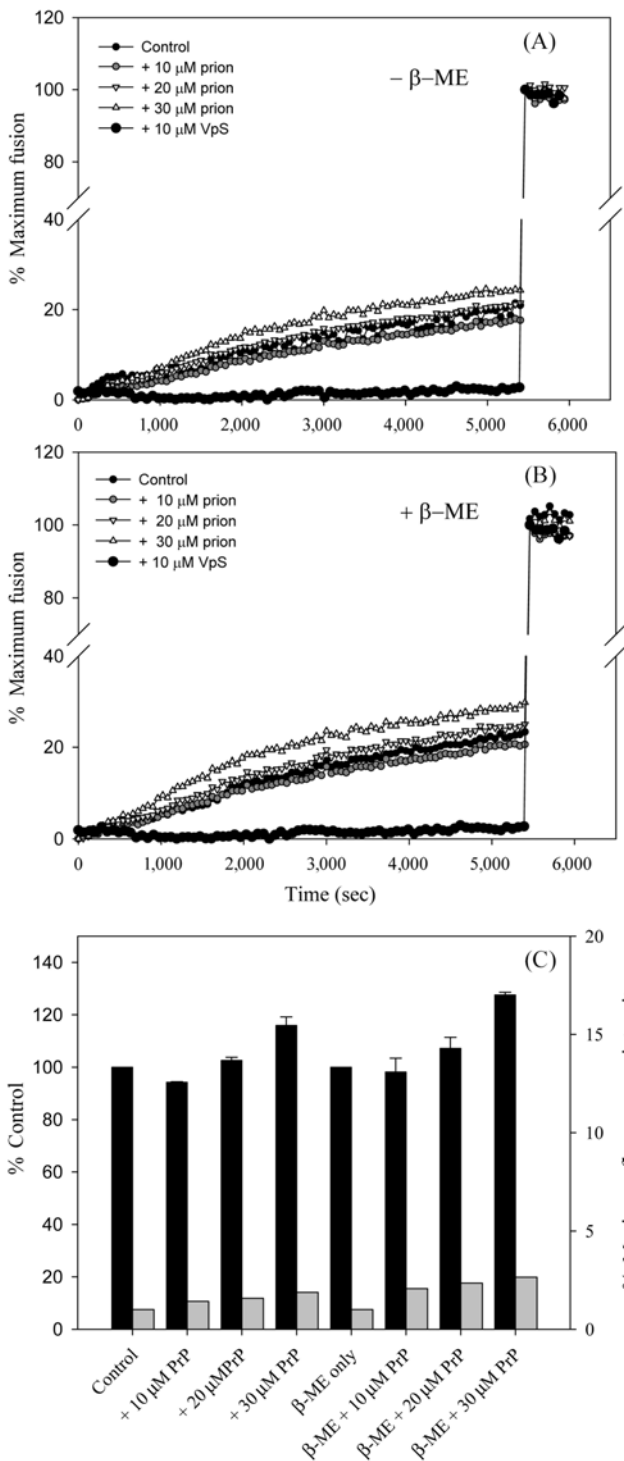 120
100
80
40
20
0
% Maximum fusion
Control
+ 10 μM prion
+ 20 μM prion
+ 30 μM prion
+ 10 μM VpS
(A)
– β–ME
0 1,000 2,000 3,000 4,000 5,000 6,000
120
100
80
40
20
0
% Maximum fusion
Control
+ 10 μM prion
+ 20 μM prion
+ 30 μM prion
+ 10 μM VpS
(B)
+ β–ME
0 1,000 2,000 3,000 4,000 5,000 6,000
Time (sec)
(C)
140
120
100
80
60
40
20
0
% Control
20
15
10
5
0
Control
+ 10 μM PrP
+ 20 μMPrP
+ 30 μM PrP
β-ME only
β-ME + 10 μM PrP
β-ME + 20 μM PrP
β-ME + 30 μM PrP